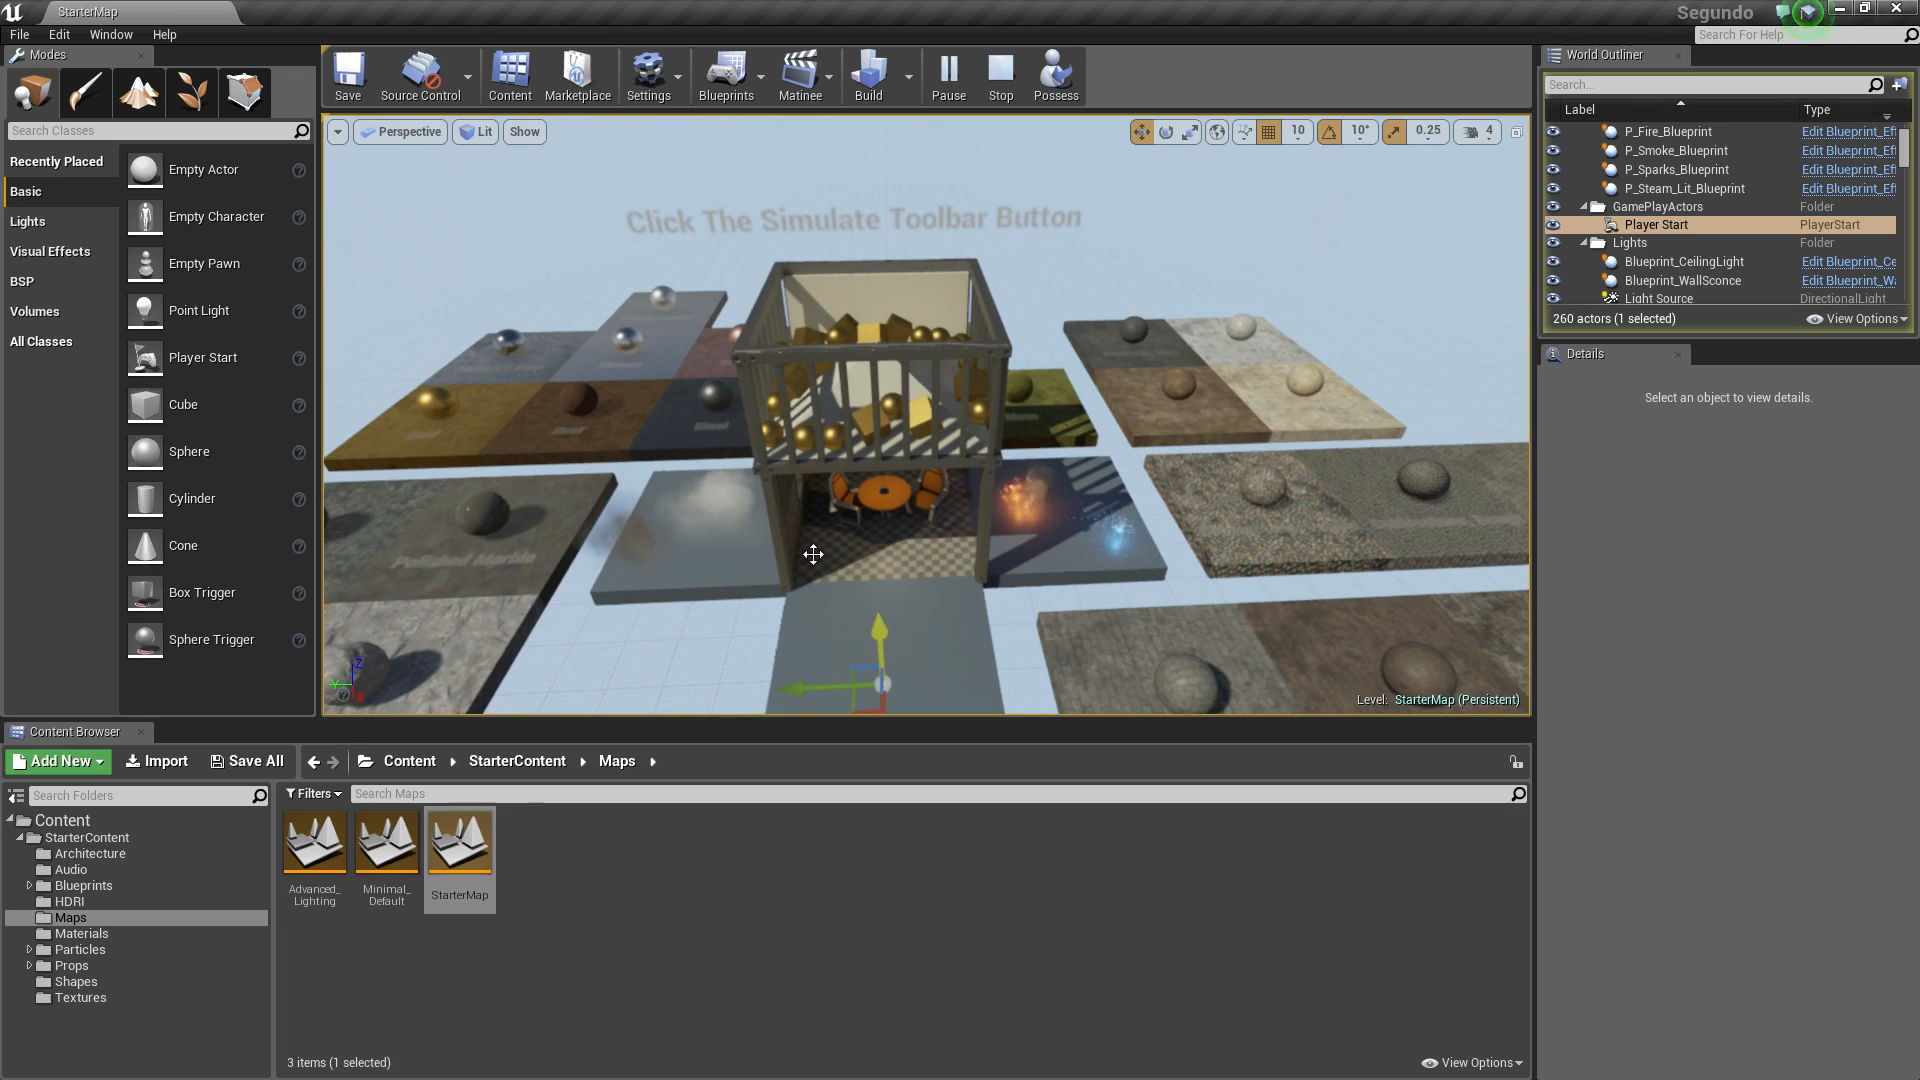 StarterMap
Segundo
File Edit Window Help
Search For Help
Modes
Save
Source Control
Content
Marketplace
Settings
Blueprints
Matinee
Build
Pause
Stop
Possess
World Outliner
Search...
Label Type
P_Fire_Blueprint Edit Blueprint_Ef
P_Smoke_Blueprint Edit Blueprint_Ef
P_Sparks_Blueprint Edit Blueprint_Ef
P_Steam_Lit_Blueprint Edit Blueprint_Ef
GamePlayActors Folder
Player Start PlayerStart
Lights Folder
Blueprint_CeilingLight Edit Blueprint_Ce
Blueprint_WallSconce Edit Blueprint_Wa
Light Source DirectionalLight
260 actors (1 selected) View Options
Search Classes
Recently Placed
Basic
Lights
Visual Effects
BSP
Volumes
All Classes
Empty Actor
Empty Character
Empty Pawn
Point Light
Player Start
Cube
Sphere
Cylinder
Cone
Box Trigger
Sphere Trigger
Perspective Lit Show
10 10° 0.25 4
Click The Simulate Toolbar Button
Steel
Polished Marble
Z
Y
X
Level: StarterMap (Persistent)
Details
Select an object to view details.
Content Browser
Add New Import Save All Content StarterContent Maps
Search Folders
Filters Search Maps
Content
StarterContent
Architecture
Audio
Blueprints
HDRI
Maps
Materials
Particles
Props
Shapes
Textures
Advanced_
Lighting
Minimal_
Default
StarterMap
3 items (1 selected) View Options